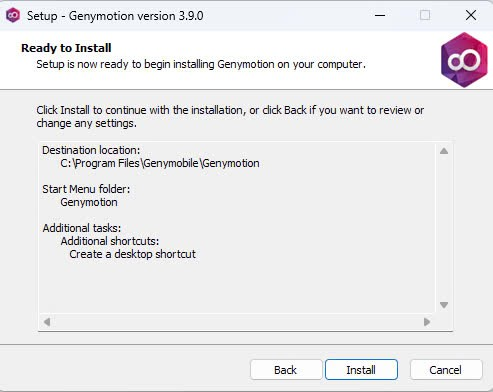 Setup - Genymotion version 3.9.0
Ready to Install
Setup is now ready to begin installing Genymotion on your computer.
Click Install to continue with the installation, or click Back if you want to review or
change any settings.
Destination location:
C:\Program Files\Genymobile\Genymotion
Start Menu folder:
Genymotion
Additional tasks:
Additional shortcuts:
Create a desktop shortcut
Back
Install
Cancel